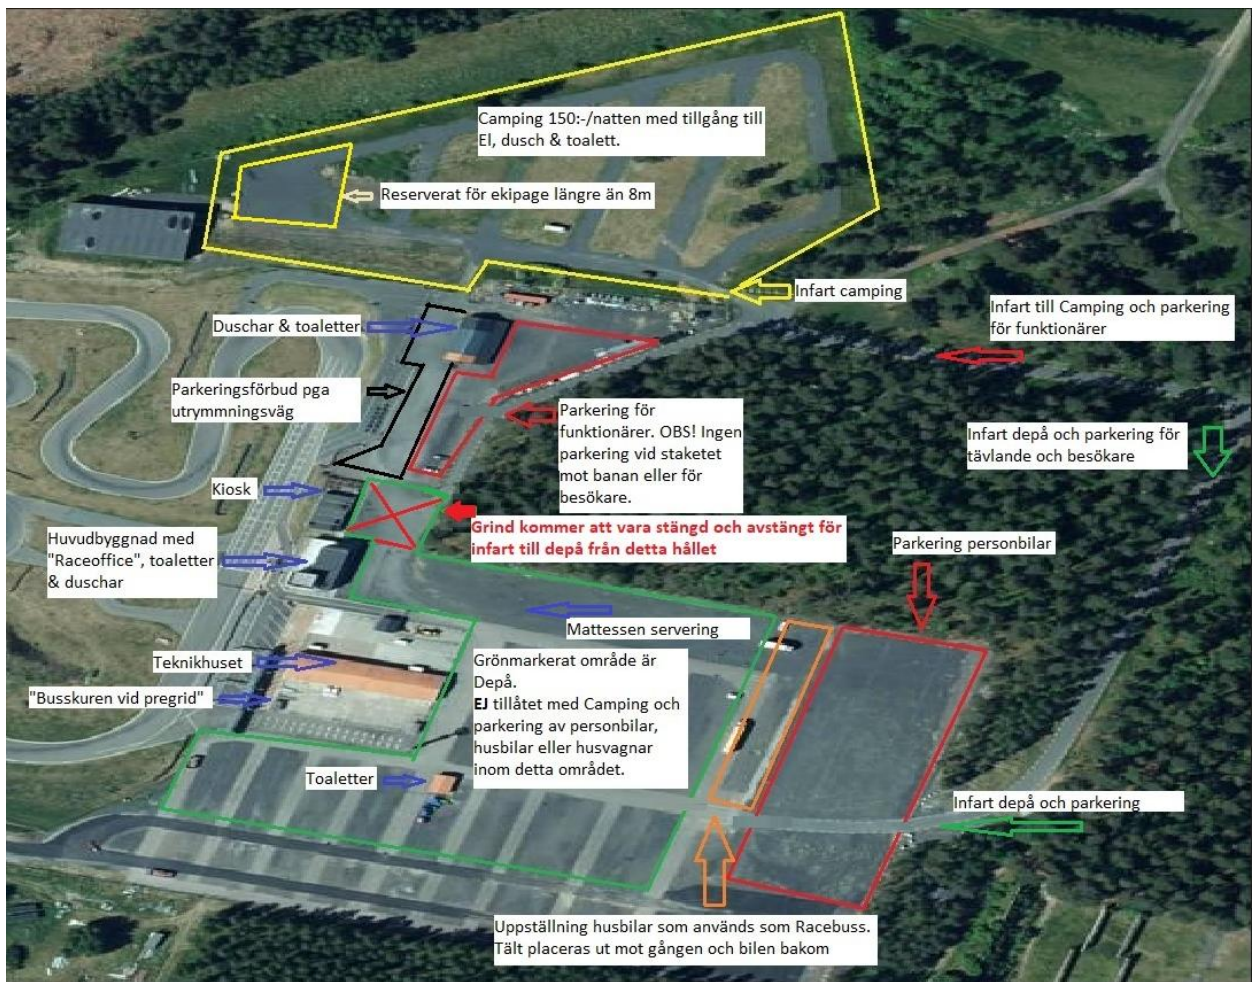 Camping 150:-/natten med tillgång till
El, dusch & toalett.
Reserverat för ekipage längre än 8m
Infart camping
Infart till Camping och parkering
för funktionärer
Duschar & toaletter
Parkeringsförbud pga
utrymmningsväg
Parkering för
funktionärer. OBS! Ingen
parkering vid staketet
mot banan eller för
besökare.
Infart depå och parkering för
tävlande och besökare
Kiosk
Grind kommer att vara stängd och avstängt för
infart till depå från detta hållet
Huvudbyggnad med
"Raceoffice", toaletter
& duschar
Parkering personbilar
Mattessen servering
Teknikhuset
"Busskuren vid pregrid"
Grönmarkerat område är
Depå.
EJ tillåtet med Camping och
parkering av personbilar,
husbilar eller husvagnar
inom detta området.
Toaletter
Infart depå och parkering
Uppställning husbilar som används som Racebuss.
Tält placeras ut mot gången och bilen bakom